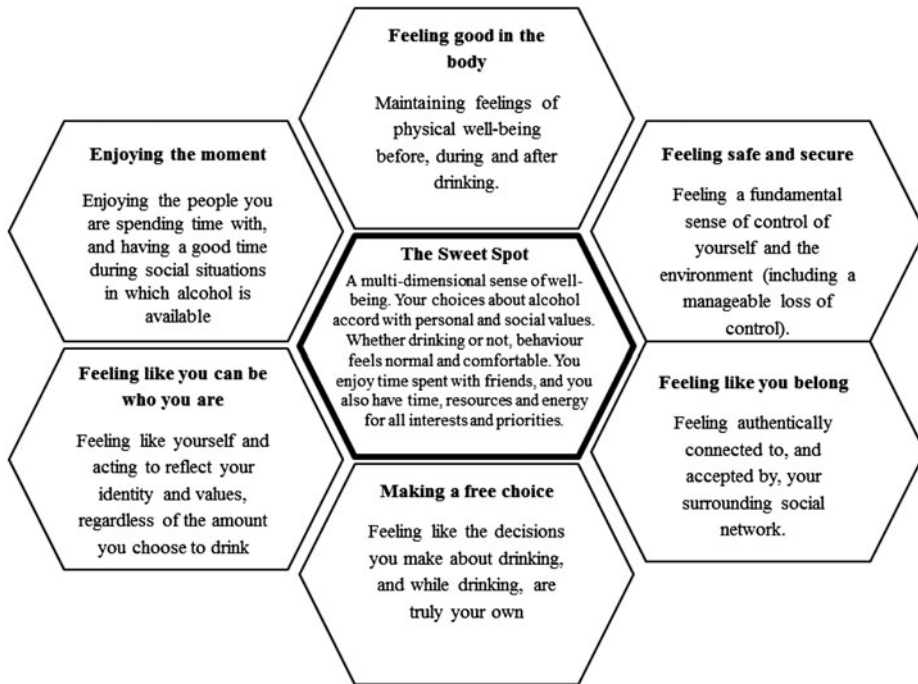 Feeling good in the
body
Maintaining feelings of
physical well-being
before, during and after
drinking.
Enjoying the moment
Enjoying the people you
are spending time with,
and having a good time
during social situations
in which alcohol is
available
Feeling safe and secure
Feeling a fundamental
sense of control of
yourself and the
environment (including a
manageable loss of
control).
The Sweet Spot
A multi-dimensional sense of well-
being. Your choices about alcohol
accord with personal and social values.
Whether drinking or not, behaviour
feels normal and comfortable. You
enjoy time spent with friends, and you
also have time, resources and energy
for all interests and priorities.
Feeling like you can be
who you are
Feeling like yourself and
acting to reflect your
identity and values,
regardless of the amount
you choose to drink
Feeling like you belong
Feeling authentically
connected to, and
accepted by, your
surrounding social
network.
Making a free choice
Feeling like the decisions
you make about drinking,
and while drinking, are
truly your own